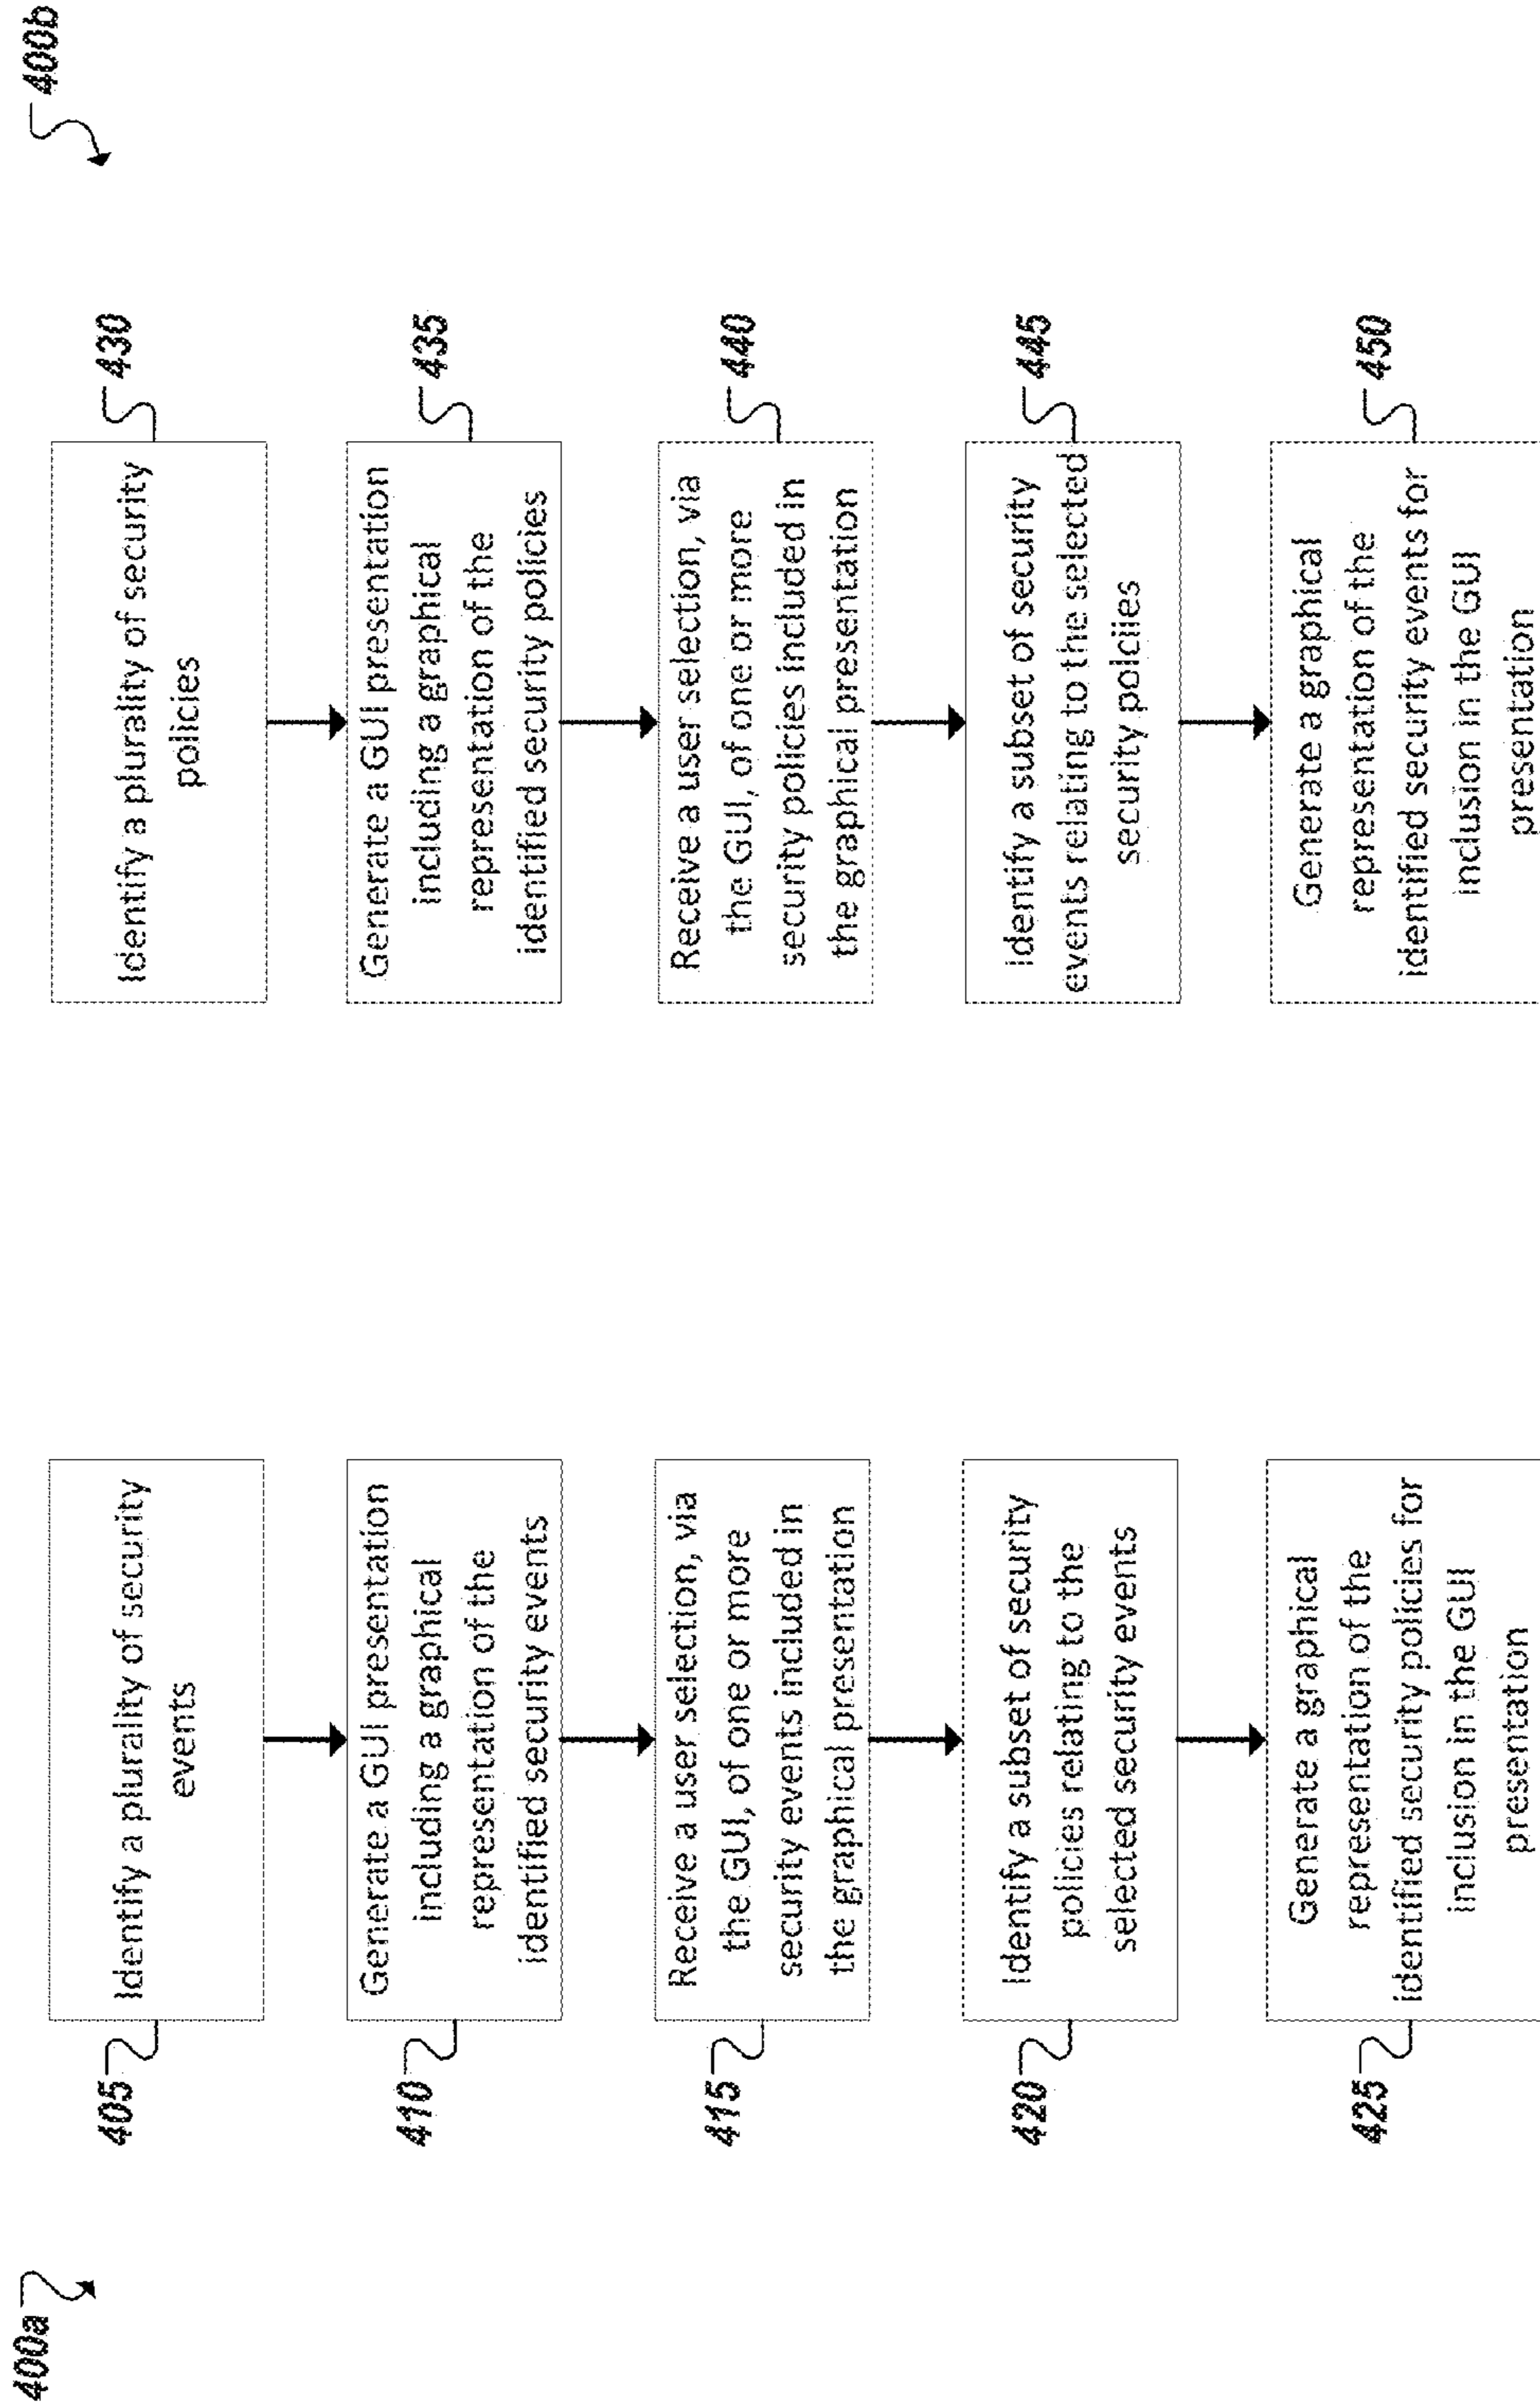 400a
405
Identify a plurality of security
events
410
Generate a GUI presentation
including a graphical
representation of the
identified security events
415
Receive a user selection, via
the GUI, of one or more
security events included in
the graphical presentation
420
Identify a subset of security
policies relating to the
selected security events
425
Generate a graphical
representation of the
identified security policies for
inclusion in the GUI
presentation
400b
430
Identify a plurality of security
policies
435
Generate a GUI presentation
including a graphical
representation of the
identified security policies
440
Receive a user selection, via
the GUI, of one or more
security policies included in
the graphical presentation
445
Identify a subset of security
events relating to the selected
security polciies
450
Generate a graphical
representation of the
identified security events for
inclusion in the GUI
presentation